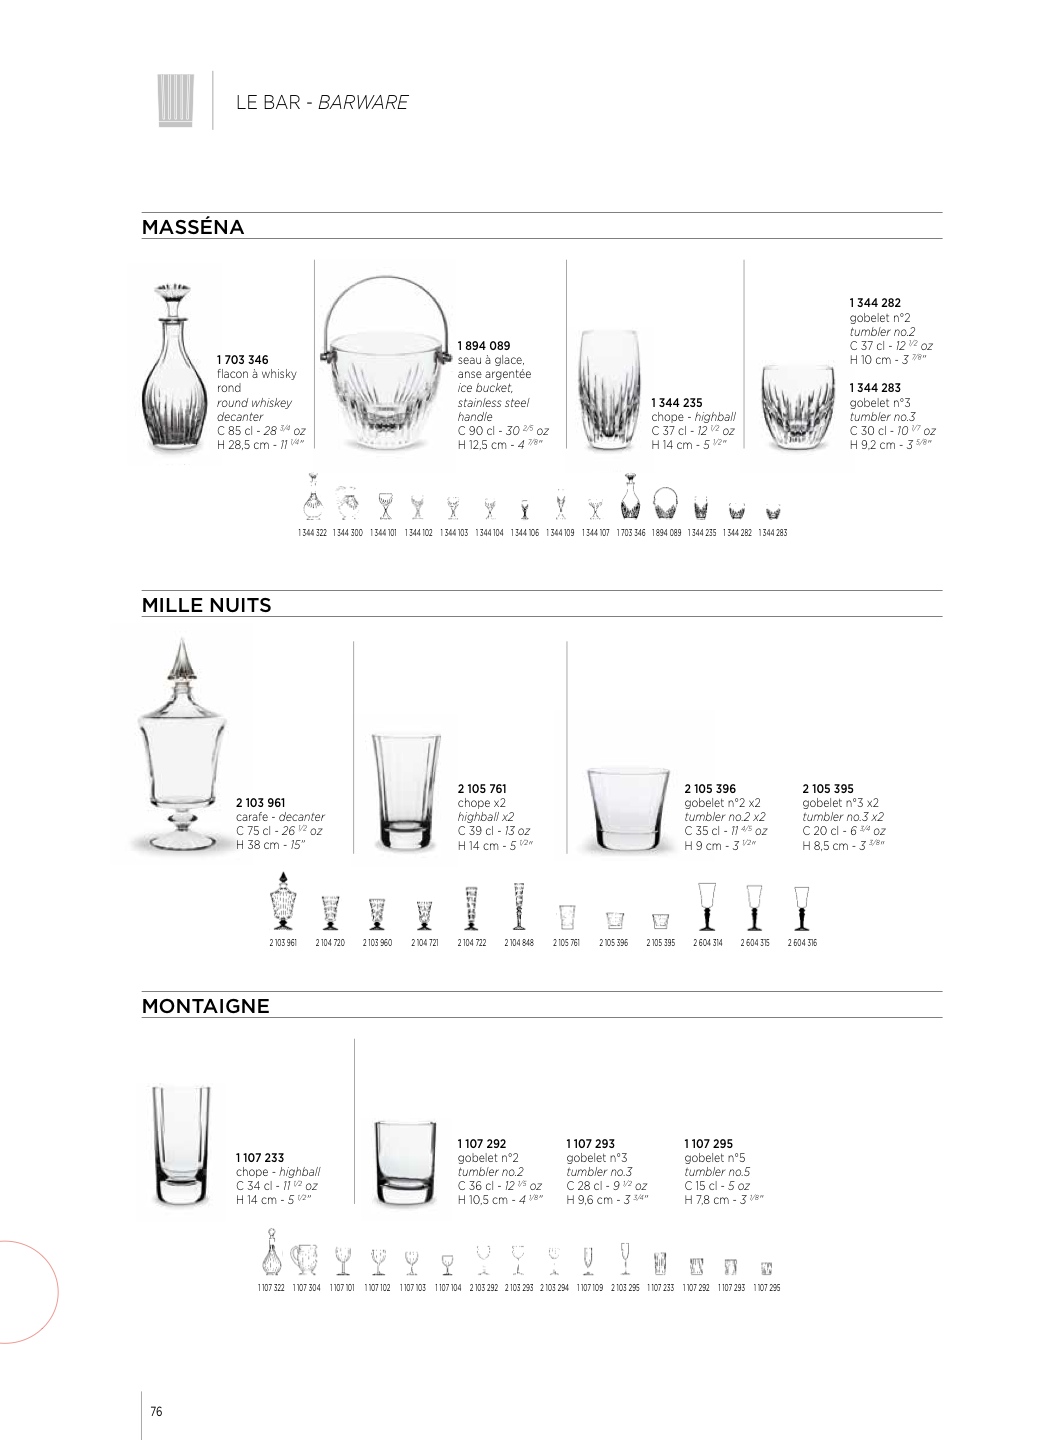 LE BAR - BARWARE
MASSÉNA
1 703 346
flacon à whisky
rond
round whiskey
decanter
C 85 cl - 28 3/4 oz
H 28,5 cm - 11 1/4"
1 894 089
seau à glace,
anse argentée
ice bucket,
stainless steel
handle
C 90 cl - 30 2/5 oz
H 12,5 cm - 4 7/8"
1 344 235
chope - highball
C 37 cl - 12 1/2 oz
H 14 cm - 5 1/2"
1 344 282
gobelet n°2
tumbler no.2
C 37 cl - 12 1/2 oz
H 10 cm - 3 7/8"
1 344 283
gobelet n°3
tumbler no.3
C 30 cl - 10 1/7 oz
H 9,2 cm - 3 5/8"
1 344 322 1 344 300 1 344 101 1 344 102 1 344 103 1 344 104 1 344 106 1 344 109 1 344 107 1 703 346 1 894 089 1 344 235 1 344 282 1 344 283
MILLE NUITS
2 103 961
carafe - decanter
C 75 cl - 26 1/2 oz
H 38 cm - 15"
2 105 761
chope x2
highball x2
C 39 cl - 13 oz
H 14 cm - 5 1/2"
2 105 396
gobelet n°2 x2
tumbler no.2 x2
C 35 cl - 11 4/5 oz
H 9 cm - 3 1/2"
2 105 395
gobelet n°3 x2
tumbler no.3 x2
C 20 cl - 6 3/4 oz
H 8,5 cm - 3 3/8"
2 103 961 2 104 720 2 103 960 2 104 721 2 104 722 2 104 848 2 105 761 2 105 396 2 105 395 2 604 314 2 604 315 2 604 316
MONTAIGNE
1 107 233
chope - highball
C 34 cl - 11 1/2 oz
H 14 cm - 5 1/2"
1 107 292
gobelet n°2
tumbler no.2
C 36 cl - 12 1/5 oz
H 10,5 cm - 4 1/8"
1 107 293
gobelet n°3
tumbler no.3
C 28 cl - 9 1/2 oz
H 9,6 cm - 3 3/4"
1 107 295
gobelet n°5
tumbler no.5
C 15 cl - 5 oz
H 7,8 cm - 3 1/8"
1 107 322 1 107 304 1 107 101 1 107 102 1 107 103 1 107 104 2 103 292 2 103 293 2 103 294 1 107 109 2 103 295 1 107 233 1 107 292 1 107 293 1 107 295
76